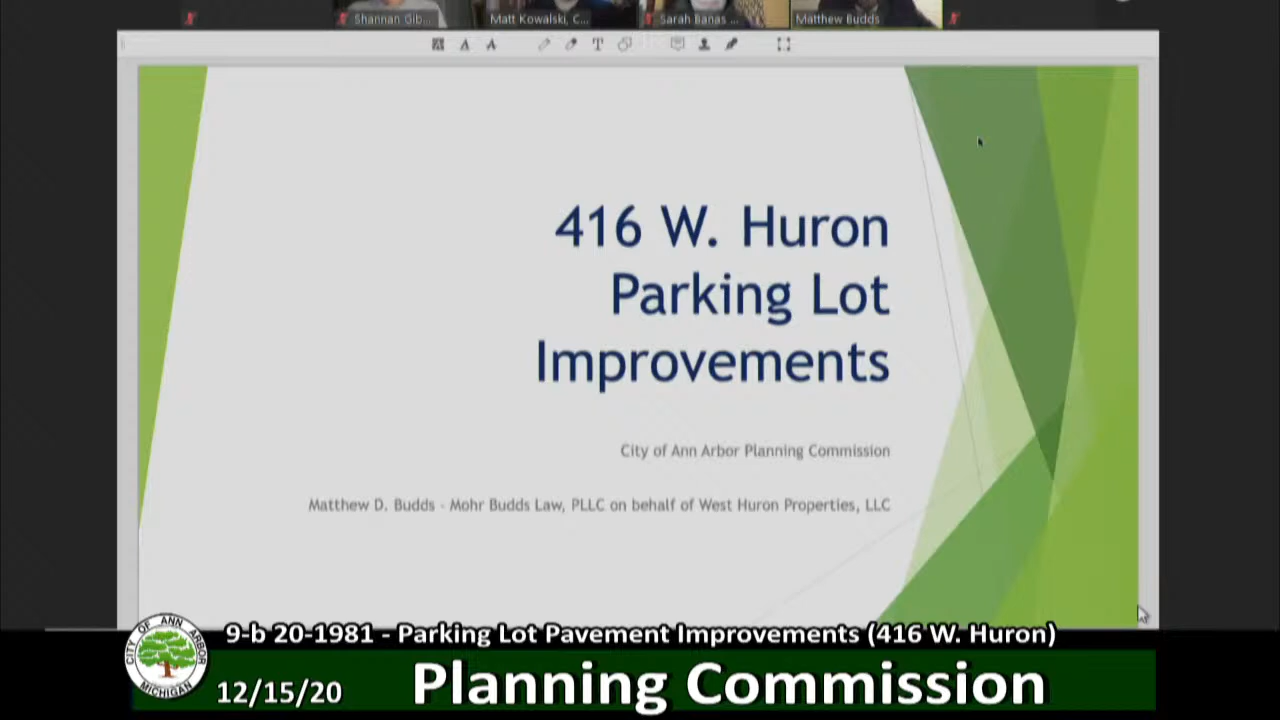 Shannan Gib...
Matt Kowalski, C...
Sarah Banas ...
Matthew Budds
416 W. Huron
Parking Lot
Improvements
City of Ann Arbor Planning Commission
Matthew D. Budds - Mohr Budds Law, PLLC on behalf of West Huron Properties, LLC
9-b 20-1981 - Parking Lot Pavement Improvements (416 W. Huron)
CITY OF ANN ARBOR
MICHIGAN
12/15/20
Planning Commission